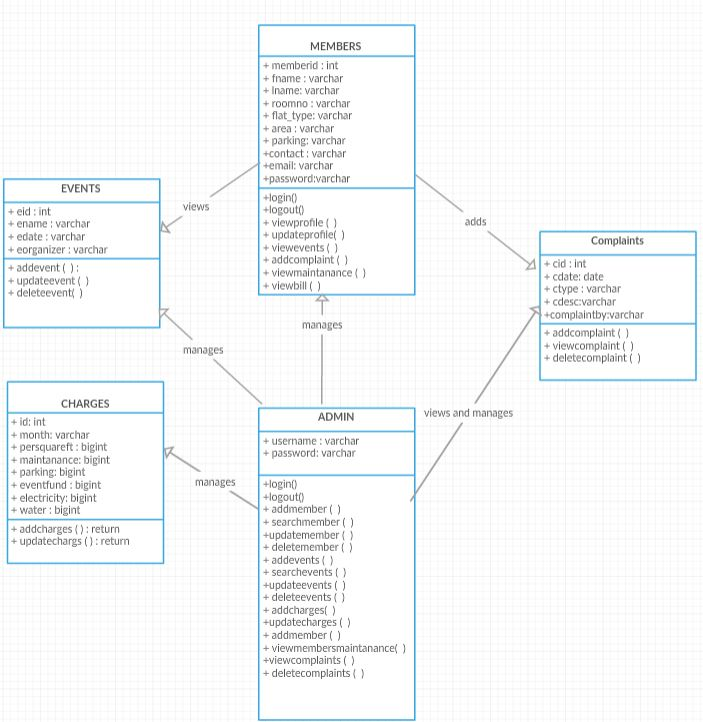 MEMBERS
+ memberid : int
+ fname : varchar
+ lname: varchar
+ roomno : varchar
+ flat_type: varchar
+ area : varchar
+ parking: varchar
+contact : varchar
+email: varchar
+password:varchar
+login()
+logout()
+ viewprofile ( )
+ updateprofile( )
+ viewevents ( )
+ addcomplaint ( )
+ viewmaintanance ( )
+ viewbill ( )
EVENTS
+ eid : int
+ ename : varchar
+ edate : varchar
+ eorganizer : varchar
+ addevent ( ) :
+ updateevent ( )
+ deleteevent( )
views
adds
Complaints
+ cid : int
+ cdate: date
+ ctype : varchar
+ cdesc:varchar
+complaintby:varchar
+ addcomplaint ( )
+ viewcomplaint ( )
+ deletecomplaint ( )
manages
manages
CHARGES
+ id: int
+ month: varchar
+ persquareft : bigint
+ maintanance: bigint
+ parking: bigint
+ eventfund : bigint
+ electricity: bigint
+ water : bigint
+ addcharges ( ) : return
+ updatechargs ( ) : return
manages
views and manages
ADMIN
+ username : varchar
+ password: varchar
+login()
+logout()
+ addmember ( )
+ searchmember ( )
+updatemember ( )
+ deletemember ( )
+ addevents ( )
+ searchevents ( )
+updateevents ( )
+ deleteevents ( )
+ addcharges( )
+updatecharges ( )
+ addmember ( )
+ viewmembersmaintanance( )
+viewcomplaints ( )
+ deletecomplaints ( )